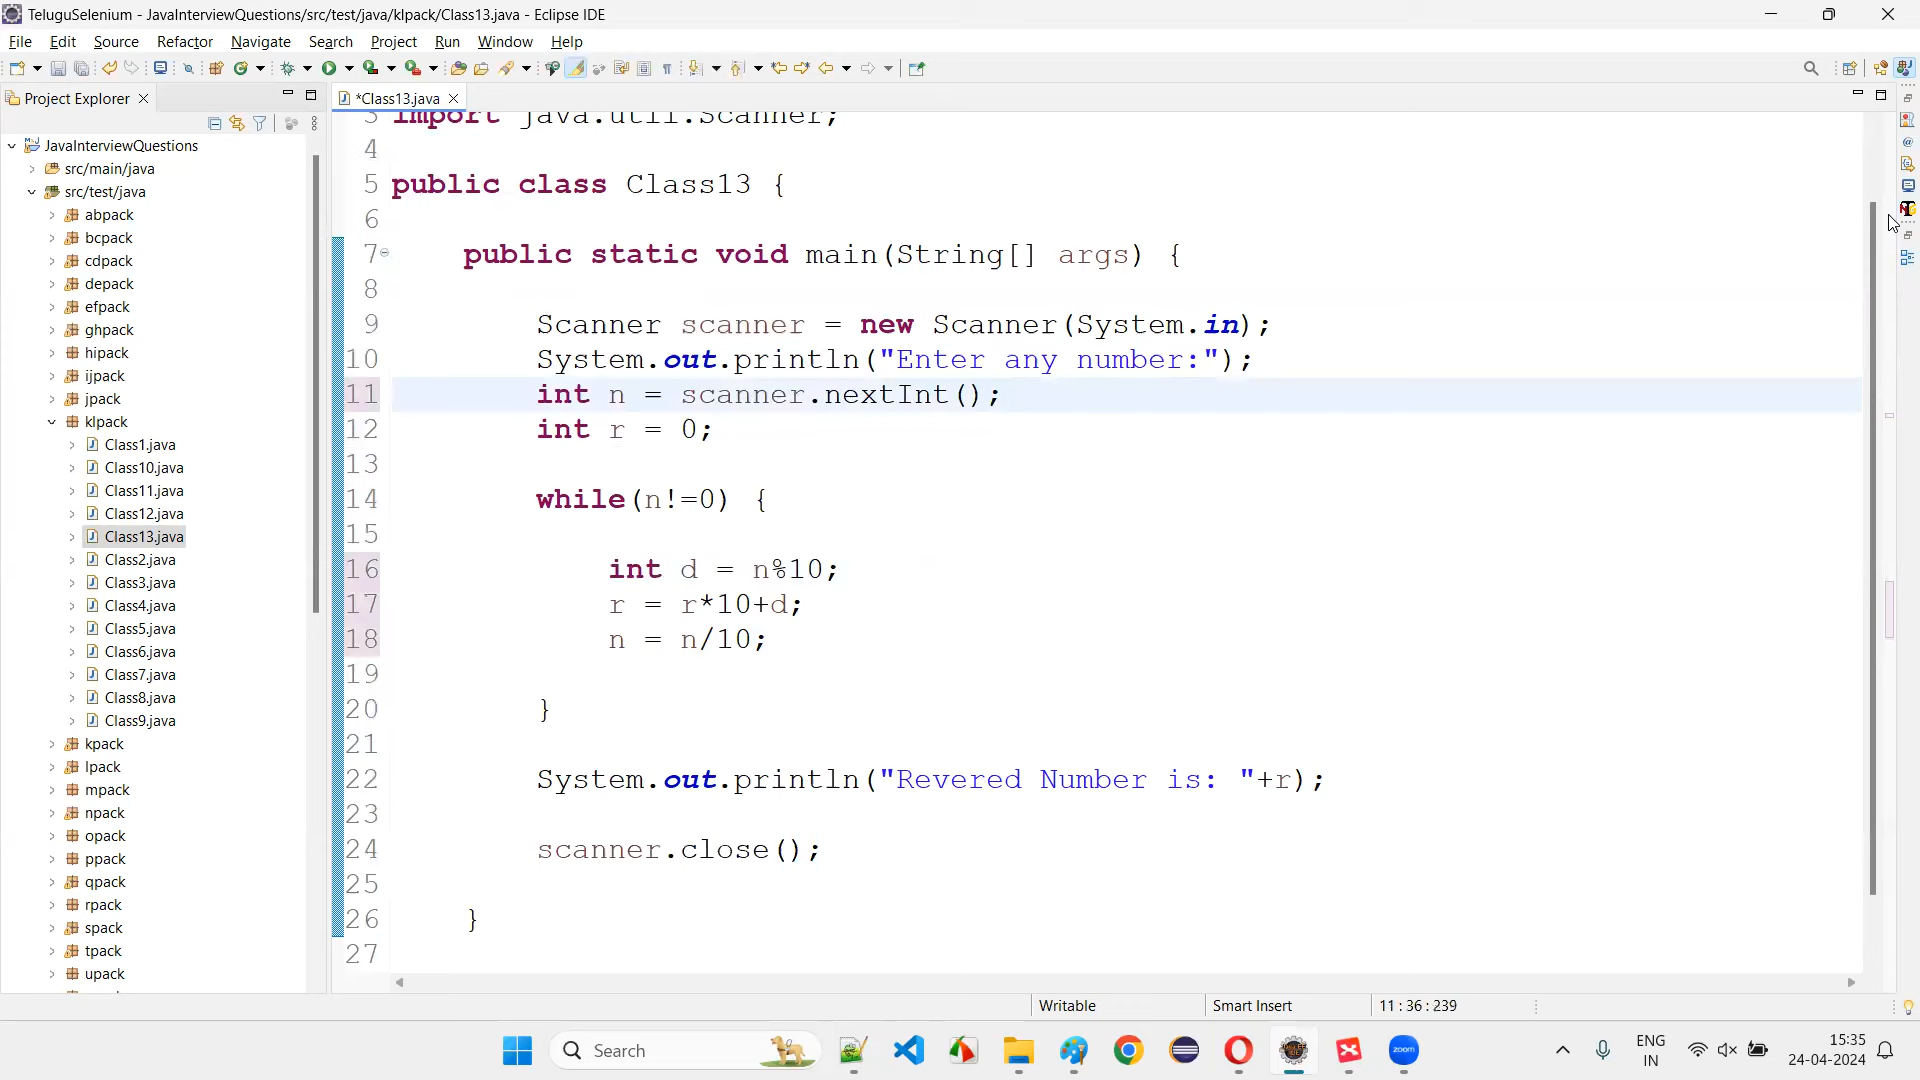 TeluguSelenium - JavaInterviewQuestions/src/test/java/klpack/Class13.java - Eclipse IDE
File Edit Source Refactor Navigate Search Project Run Window Help
Project Explorer
*Class13.java
JavaInterviewQuestions
src/main/java
src/test/java
abpack
bcpack
cdpack
depack
efpack
ghpack
hipack
ijpack
jpack
klpack
Class1.java
Class10.java
Class11.java
Class12.java
Class13.java
Class2.java
Class3.java
Class4.java
Class5.java
Class6.java
Class7.java
Class8.java
Class9.java
kpack
lpack
mpack
npack
opack
ppack
qpack
rpack
spack
tpack
upack
3 import java.util.Scanner;
4
5 public class Class13 {
6
7 public static void main(String[] args) {
8
9 Scanner scanner = new Scanner(System.in);
10 System.out.println("Enter any number:");
11 int n = scanner.nextInt();
12 int r = 0;
13
14 while(n!=0) {
15
16 int d = n%10;
17 r = r*10+d;
18 n = n/10;
19
20 }
21
22 System.out.println("Revered Number is: "+r);
23
24 scanner.close();
25
26 }
27
Writable Smart Insert 11 : 36 : 239
Search
zoom
ENG
IN
15:35
24-04-2024